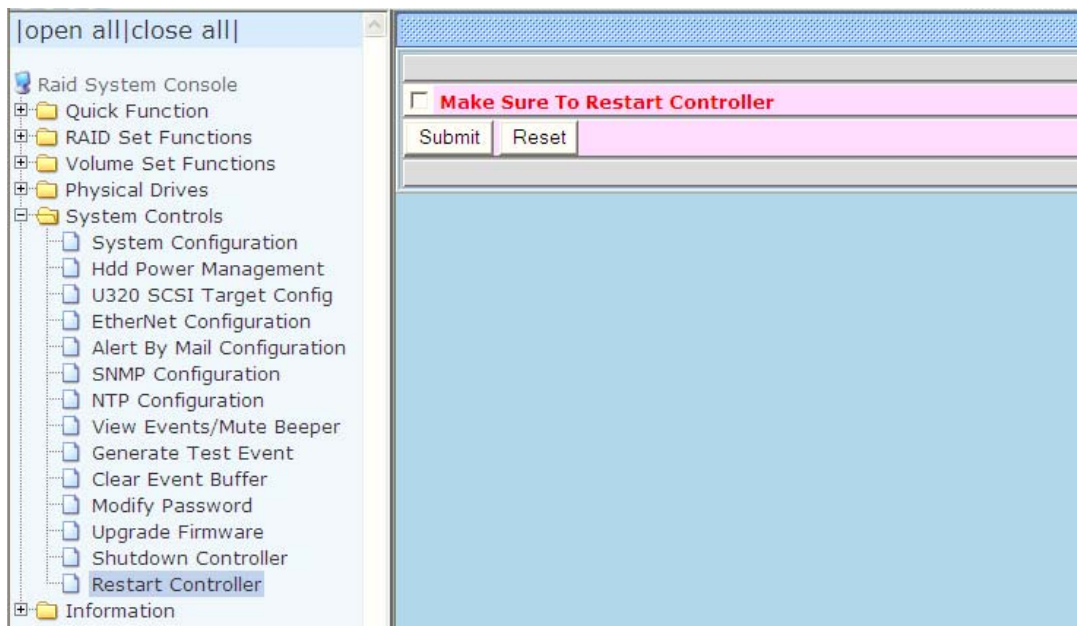 |open all|close all|
Raid System Console
Quick Function
RAID Set Functions
Volume Set Functions
Physical Drives
System Controls
System Configuration
Hdd Power Management
U320 SCSI Target Config
EtherNet Configuration
Alert By Mail Configuration
SNMP Configuration
NTP Configuration
View Events/Mute Beeper
Generate Test Event
Clear Event Buffer
Modify Password
Upgrade Firmware
Shutdown Controller
Restart Controller
Information
Make Sure To Restart Controller
Submit Reset